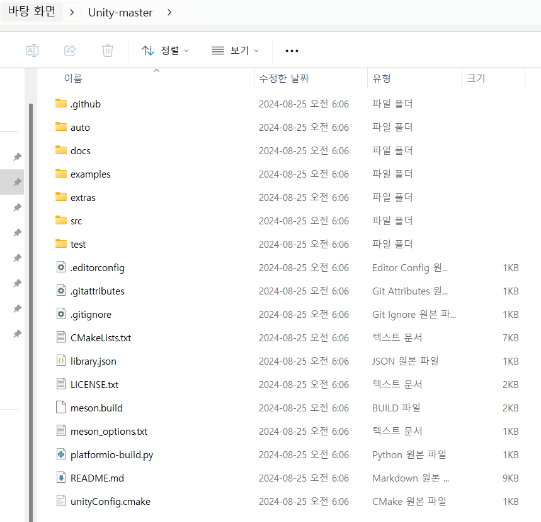 바탕 화면 > Unity-master >
정렬 보기 ...
이름 수정한 날짜 유형 크기
.github 2024-08-25 오전 6:06 파일 폴더
auto 2024-08-25 오전 6:06 파일 폴더
docs 2024-08-25 오전 6:06 파일 폴더
examples 2024-08-25 오전 6:06 파일 폴더
extras 2024-08-25 오전 6:06 파일 폴더
src 2024-08-25 오전 6:06 파일 폴더
test 2024-08-25 오전 6:06 파일 폴더
.editorconfig 2024-08-25 오전 6:06 Editor Config 원... 1KB
.gitattributes 2024-08-25 오전 6:06 Git Attributes 원... 1KB
.gitignore 2024-08-25 오전 6:06 Git Ignore 원본 파... 1KB
CMakeLists.txt 2024-08-25 오전 6:06 텍스트 문서 7KB
library.json 2024-08-25 오전 6:06 JSON 원본 파일 1KB
LICENSE.txt 2024-08-25 오전 6:06 텍스트 문서 2KB
meson.build 2024-08-25 오전 6:06 BUILD 파일 2KB
meson_options.txt 2024-08-25 오전 6:06 텍스트 문서 1KB
platformio-build.py 2024-08-25 오전 6:06 Python 원본 파일 1KB
README.md 2024-08-25 오전 6:06 Markdown 원본 ... 9KB
unityConfig.cmake 2024-08-25 오전 6:06 CMake 원본 파일 1KB